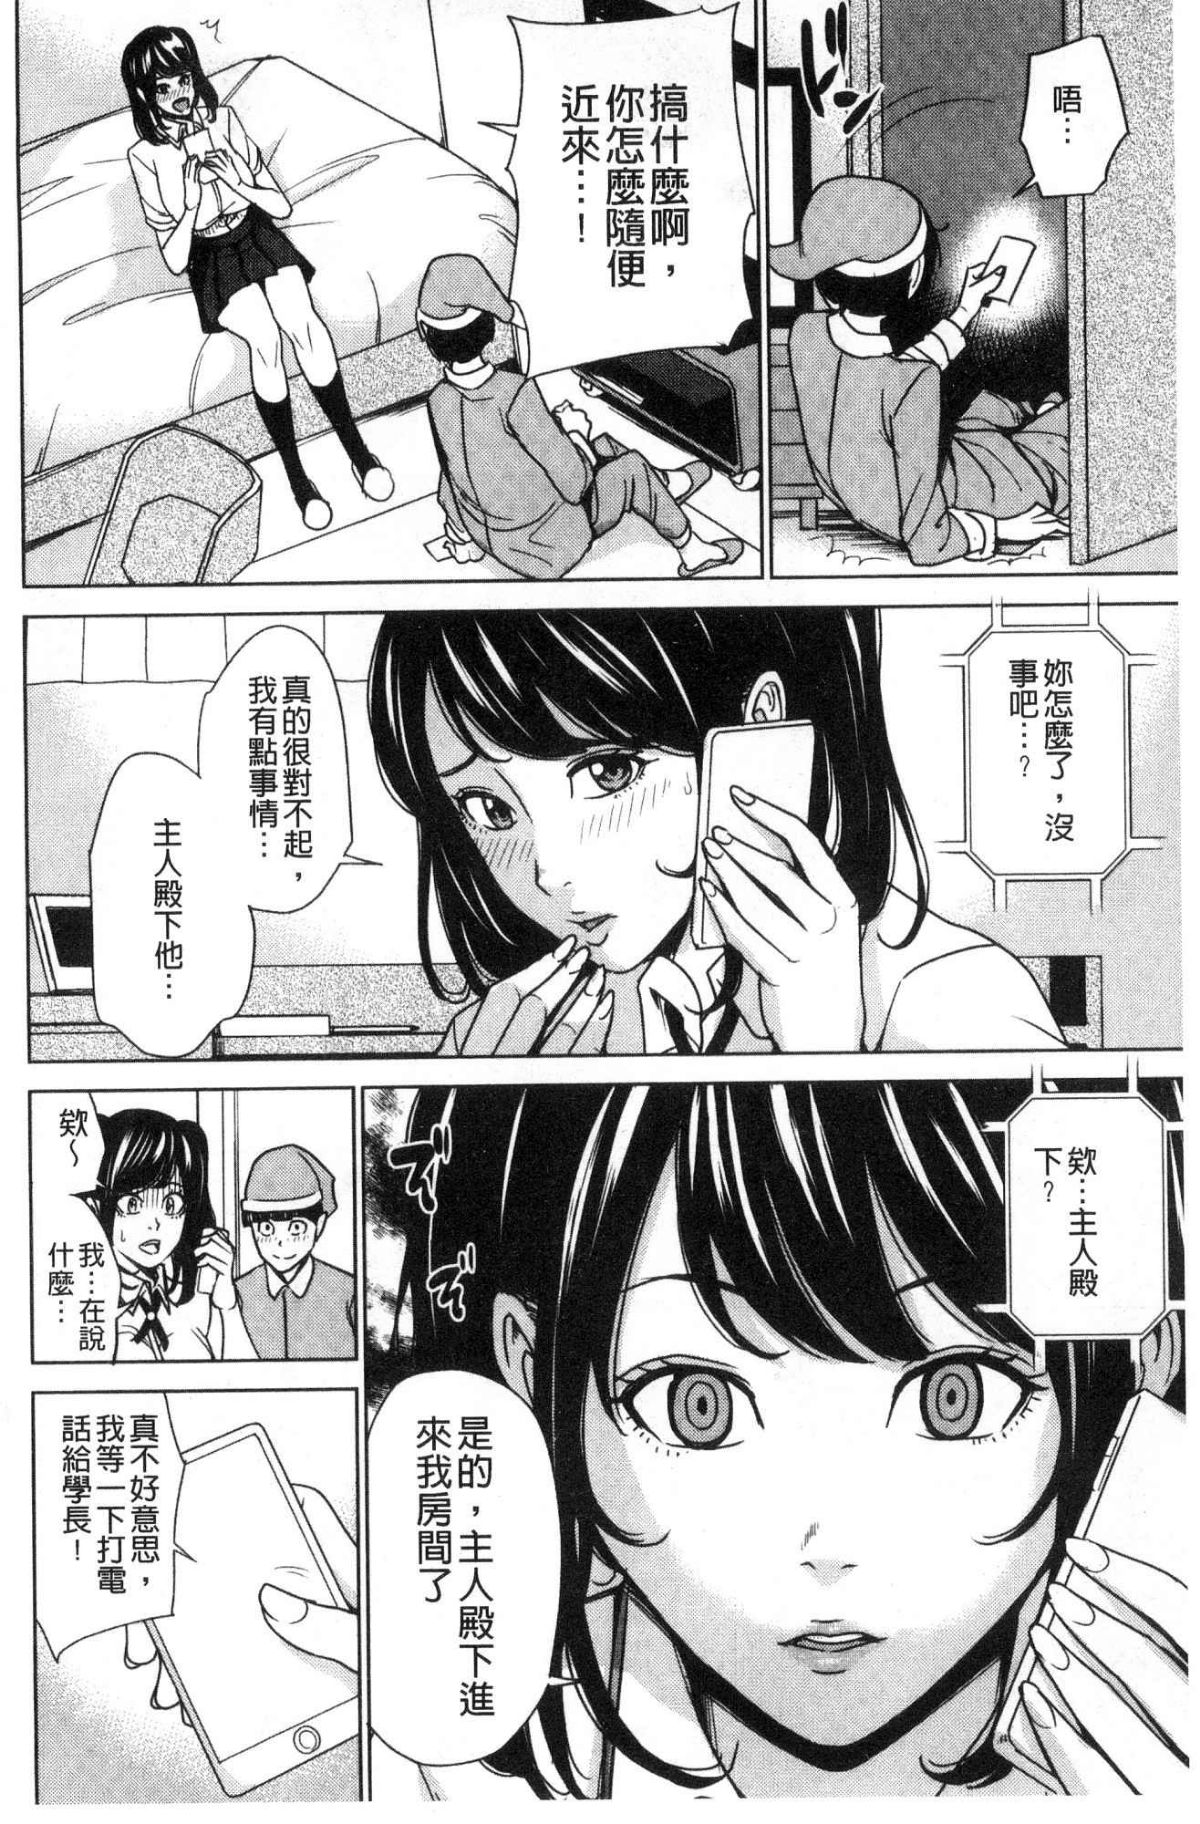 唔…
搞什麼啊，
你怎麼隨便
近來…！
妳怎麼了，沒
事吧…？
真的很對不起，
我有點事情…
主人殿下他…
欸…主人殿
下？
是的，主人殿下進
來我房間了
欸～
我…在說
什麼…
真不好意思，
我等一下打電
話給學長！